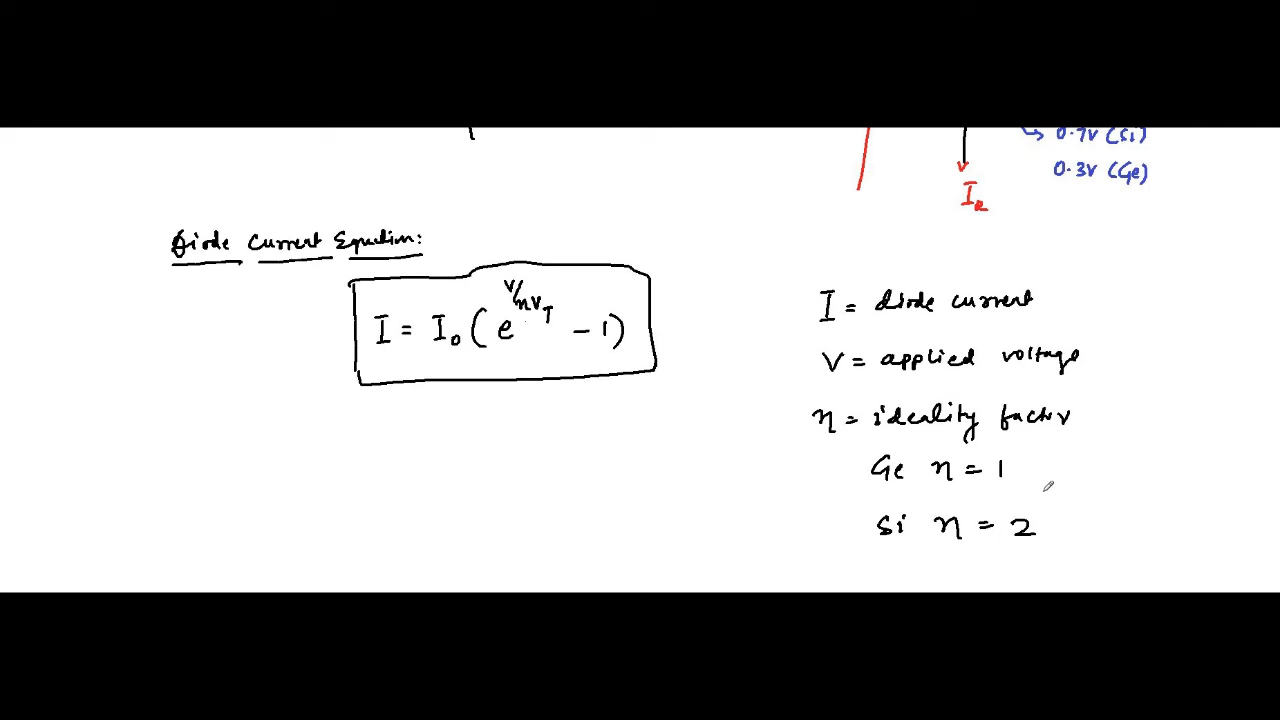 0.7V (Si)
0.3V (Ge)
I_R
Diode Current Equation:
I = I₀ ( e^{V/ηV_T} - 1)
I = diode current
V = applied voltage
η = ideality factor
Ge η = 1
Si η = 2